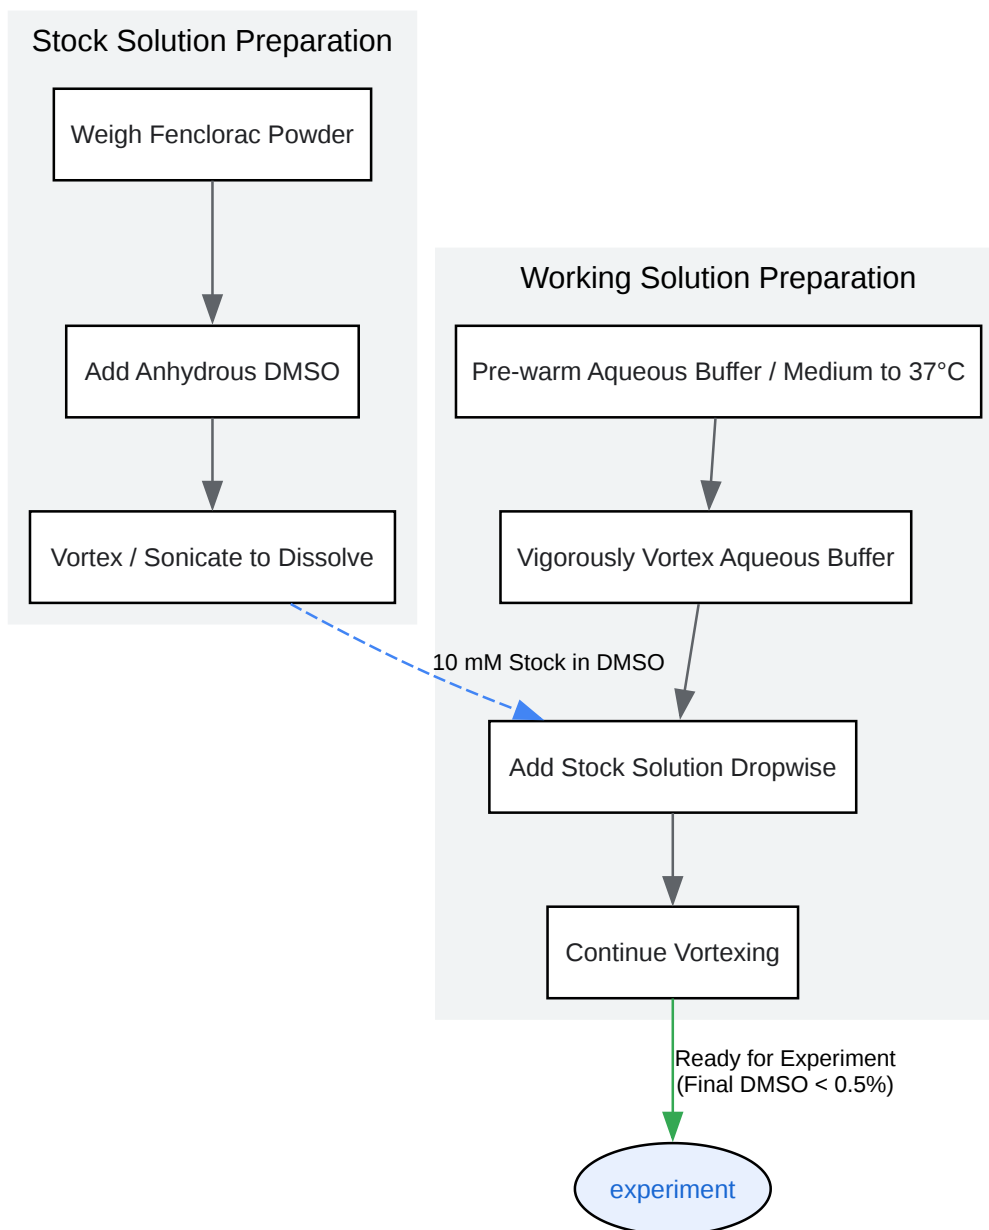 Stock Solution Preparation
Weigh Fenclorac Powder
Add Anhydrous DMSO
Vortex / Sonicate to Dissolve
Working Solution Preparation
Pre-warm Aqueous Buffer / Medium to 37°C
Vigorously Vortex Aqueous Buffer
10 mM Stock in DMSO
Add Stock Solution Dropwise
Continue Vortexing
Ready for Experiment
(Final DMSO < 0.5%)
experiment